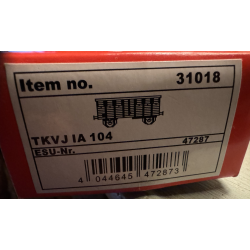 Item no. 31018
TKVJ IA 104 47287
ESU-Nr.
4 044645 472873